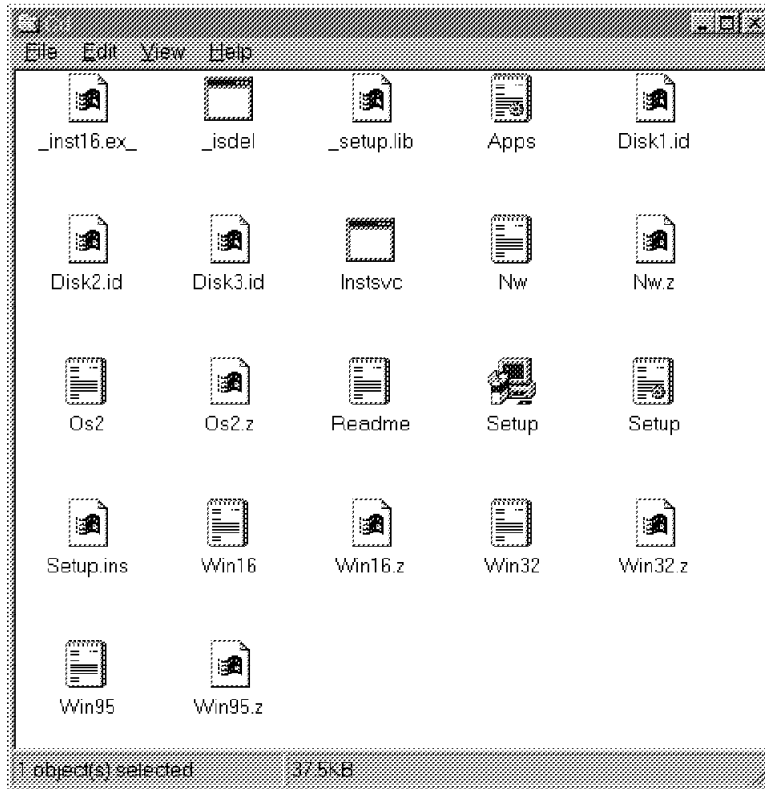 File Edit View Help
_inst16.ex_ _isdel _setup.lib Apps Disk1.id
Disk2.id Disk3.id Instsvc Nw Nw.z
Os2 Os2.z Readme Setup Setup
Setup.ins Win16 Win16.z Win32 Win32.z
Win95 Win95.z
1 object(s) selected 37.5KB